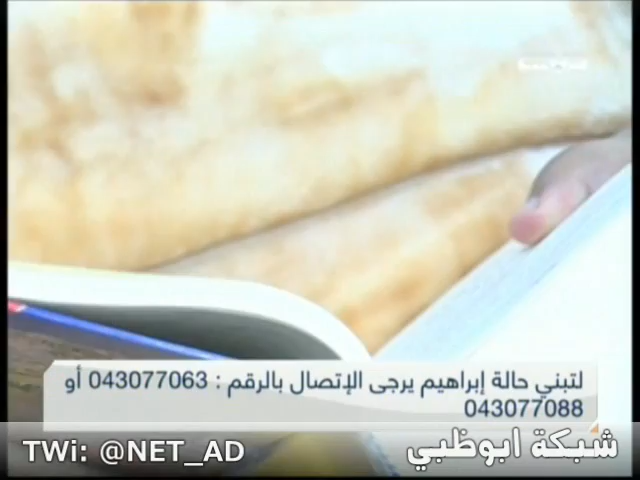 لتبني حالة إبراهيم يرجى الإتصال بالرقم : 043077063 أو
043077088
TWi: @NET_AD شبكة ابوظبي